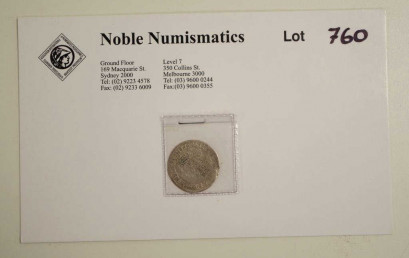 Noble Numismatics
Lot 760
Ground Floor
169 Macquarie St.
Sydney 2000
Tel: (02) 9223 4578
Fax: (02) 9233 6009
Level 7
350 Collins St.
Melbourne 3000
Tel: (03) 9600 0244
Fax:(03) 9600 0355